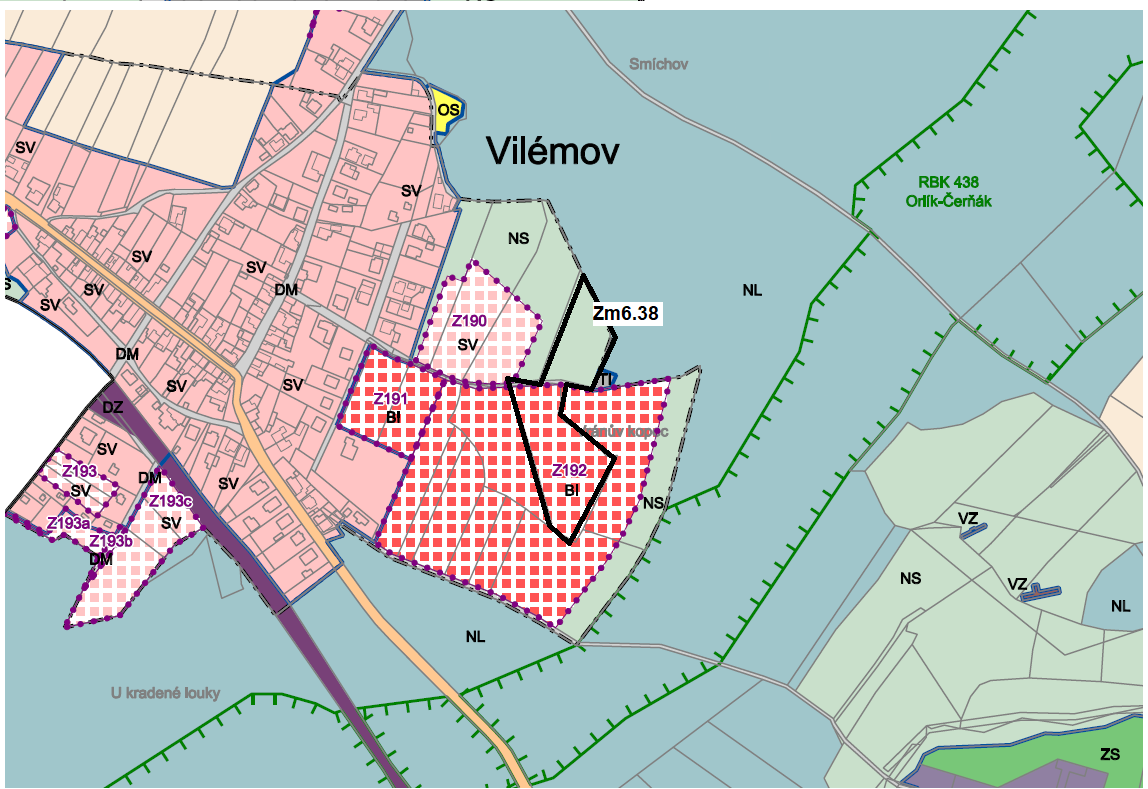 Smíchov
OS
Vilémov
SV
SV
RBK 438
Orlík-Čerňák
NS
SV
SV
DM
NL
SV
SV
Zm6.38
Z190
SV
DM
TI
SV
SV
Z191
BI
DZ
SV
Z192
BI
NS
Z193
SV
DM
SV
Z193c
SV
Z193a
Z193b
DM
VZ
NS
VZ
NL
NL
U kradené louky
ZS